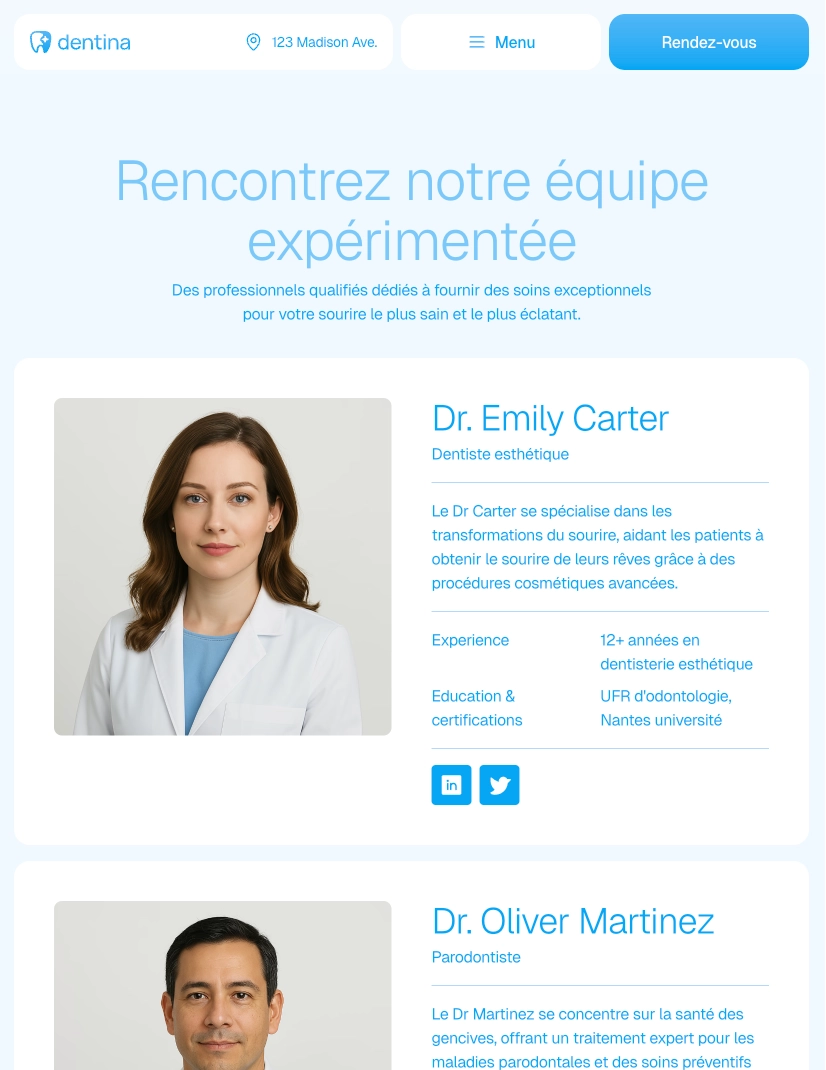 dentina
123 Madison Ave.
Menu
Rendez-vous
Rencontrez notre équipe
expérimentée
Des professionnels qualifiés dédiés à fournir des soins exceptionnels
pour votre sourire le plus sain et le plus éclatant.
Dr. Emily Carter
Dentiste esthétique
Le Dr Carter se spécialise dans les
transformations du sourire, aidant les patients à
obtenir le sourire de leurs rêves grâce à des
procédures cosmétiques avancées.
Experience
12+ années en
dentisterie esthétique
Education &
certifications
UFR d'odontologie,
Nantes université
in
Dr. Oliver Martinez
Parodontiste
Le Dr Martinez se concentre sur la santé des
gencives, offrant un traitement expert pour les
maladies parodontales et des soins préventifs